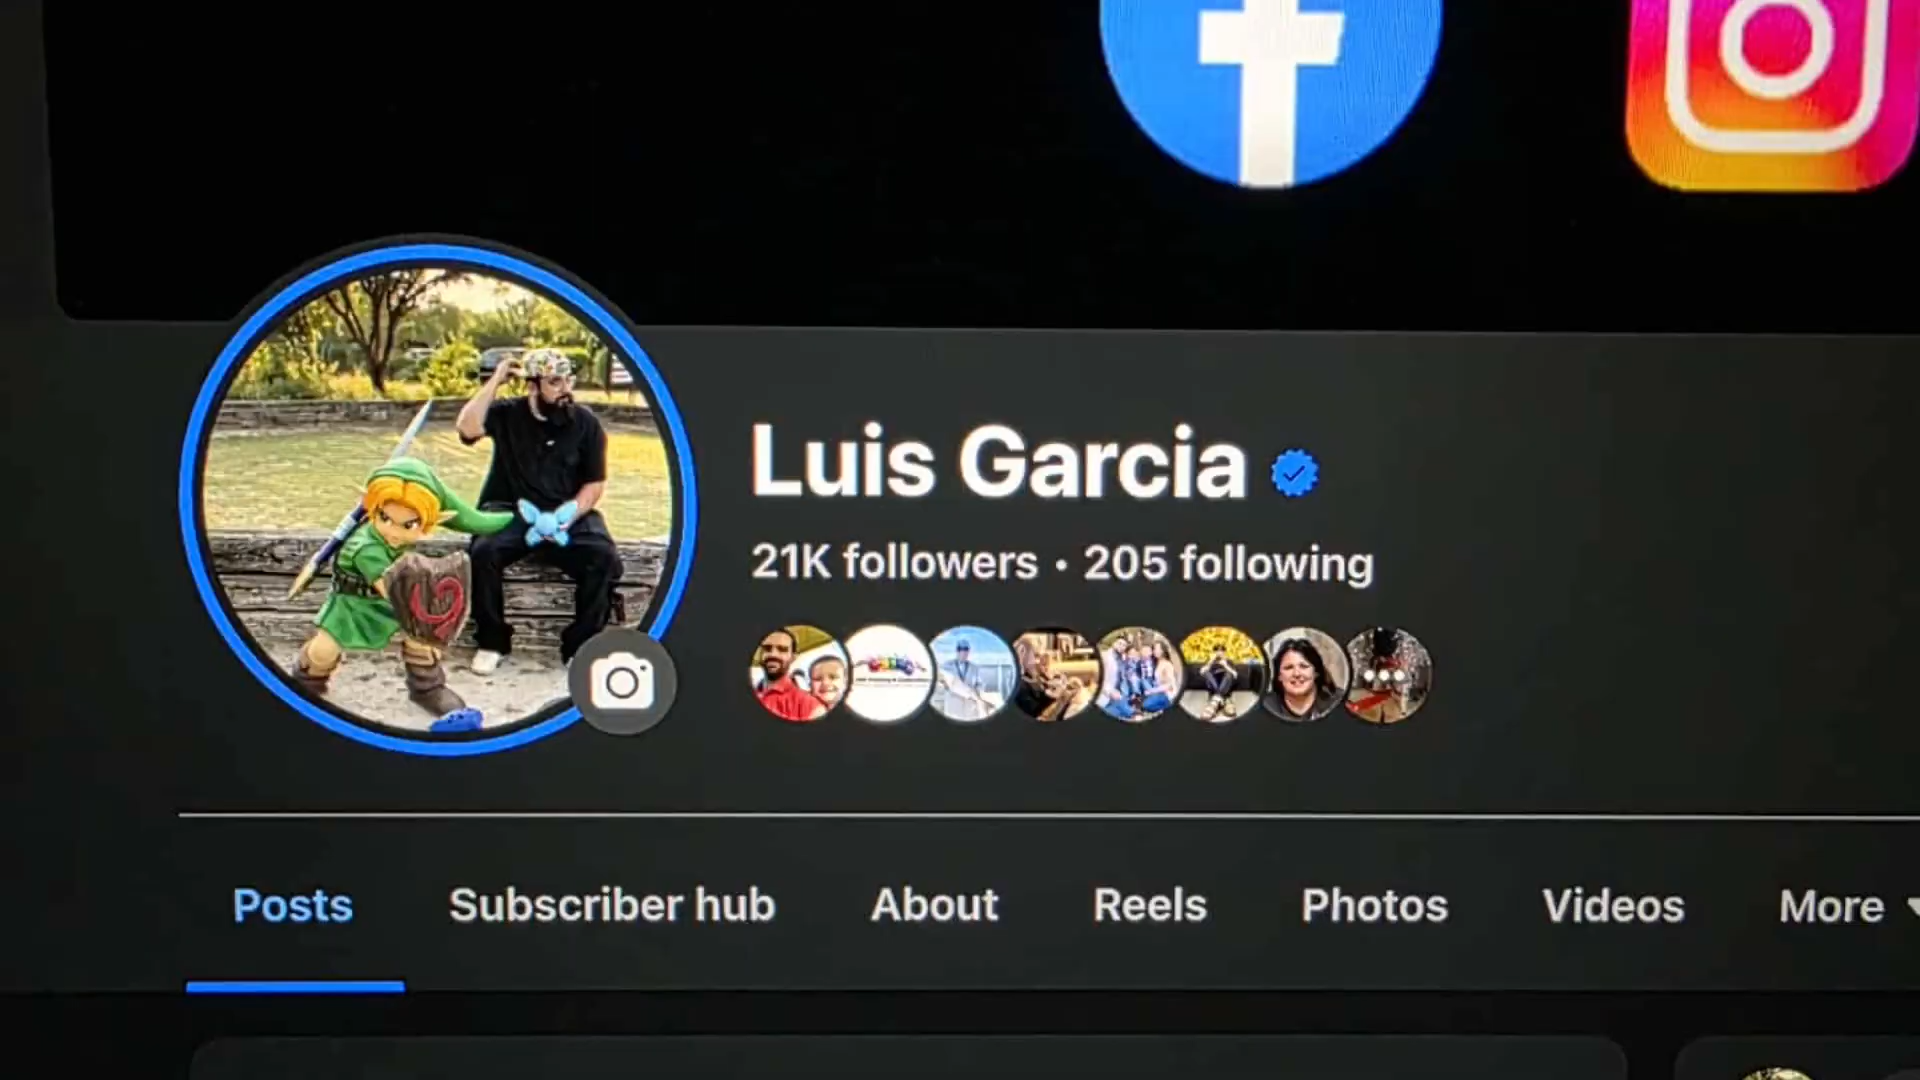 Luis Garcia
21K followers • 205 following
Posts Subscriber hub About Reels Photos Videos More